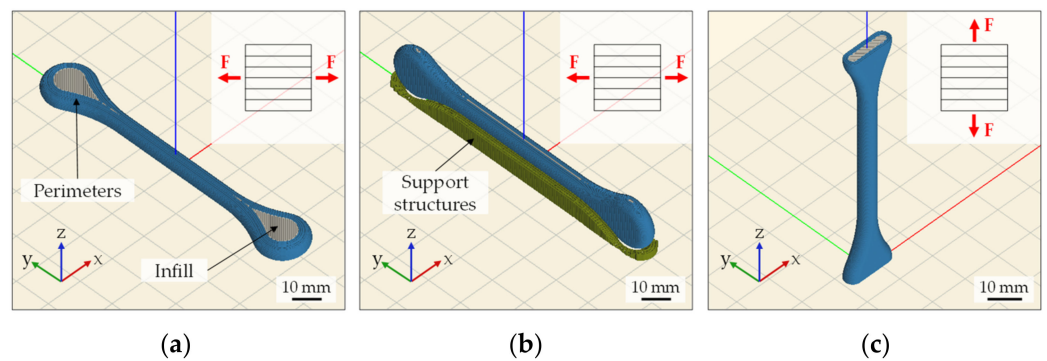 F F
Perimeters
Infill
z
y x
10 mm
(a)
F F
Support
structures
z
y x
10 mm
(b)
F
F
z
y x
10 mm
(c)